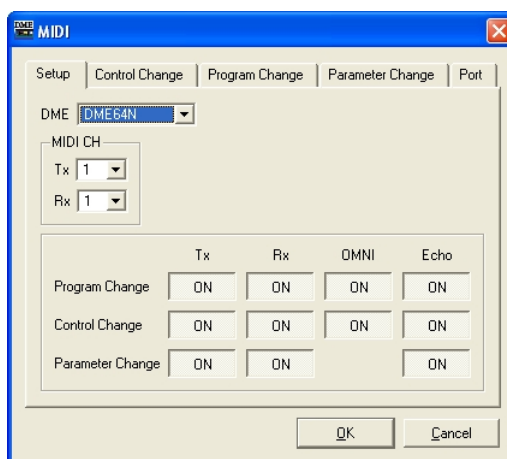 DME MIDI
Setup Control Change Program Change Parameter Change Port
DME DME64N
MIDI CH
Tx 1
Rx 1
Tx Rx OMNI Echo
Program Change ON ON ON ON
Control Change ON ON ON ON
Parameter Change ON ON ON
OK Cancel